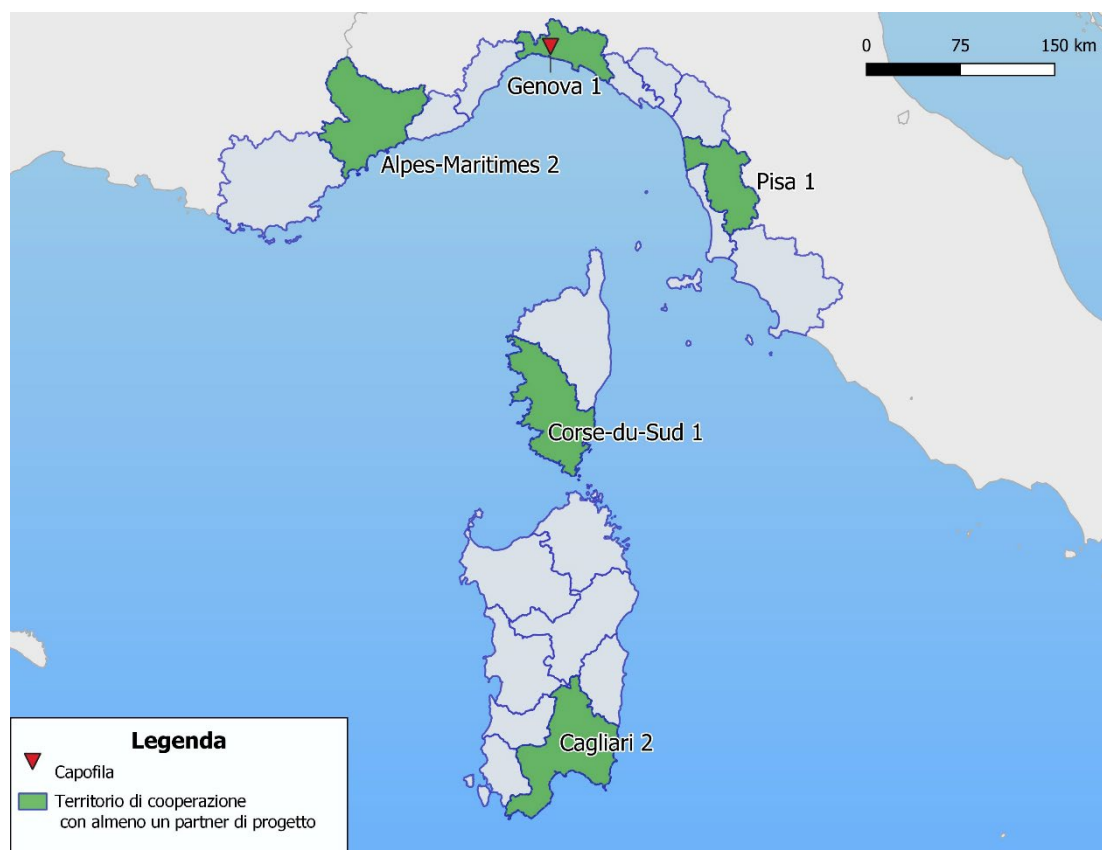 0 75 150 km
Genova 1
Alpes-Maritimes 2
Pisa 1
Corse-du-Sud 1
Cagliari 2
Legenda
Capofila
Territorio di cooperazione
con almeno un partner di progetto